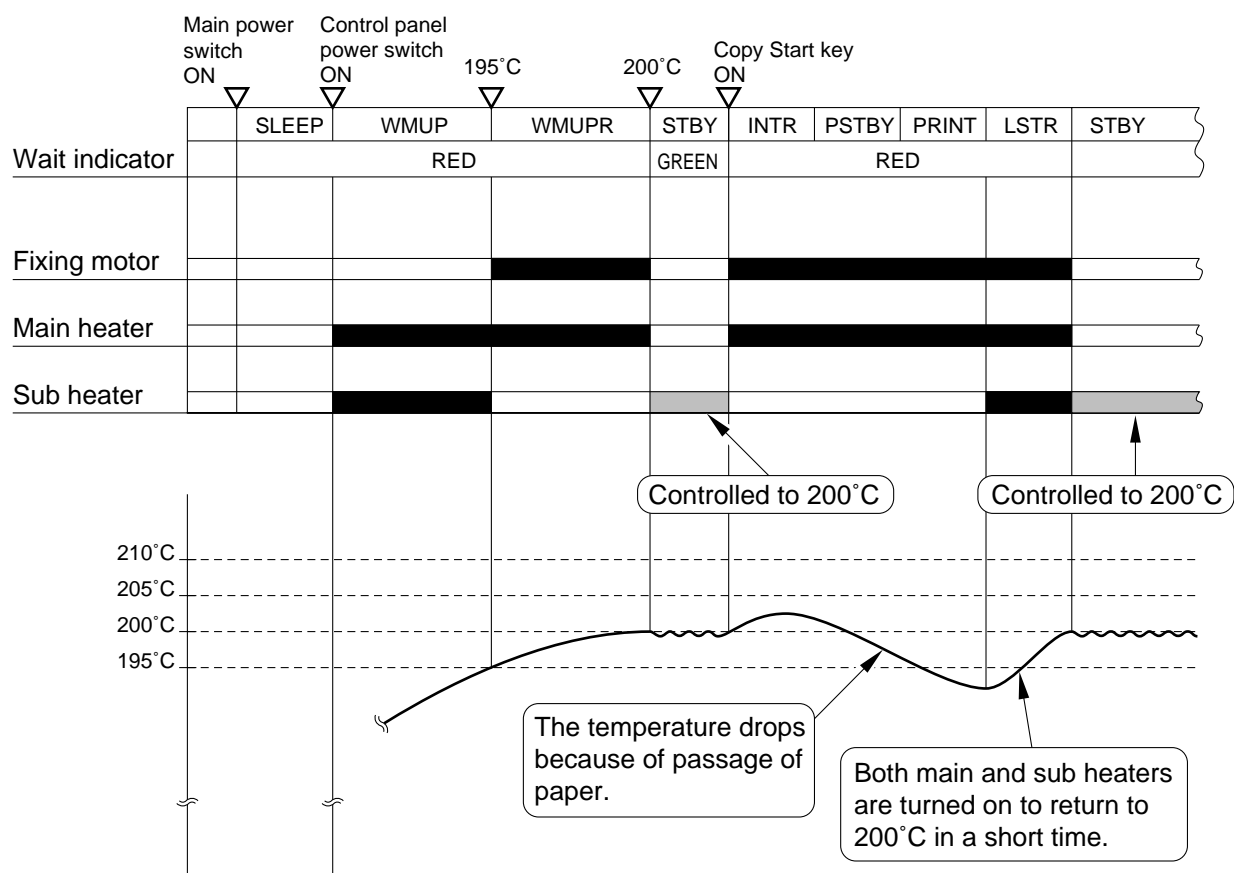 Main power
switch
ON
Control panel
power switch
ON
195˚C
200˚C
Copy Start key
ON
SLEEP WMUP WMUPR STBY INTR PSTBY PRINT LSTR STBY
Wait indicator RED GREEN RED
Fixing motor
Main heater
Sub heater
Controlled to 200˚C
Controlled to 200˚C
210˚C
205˚C
200˚C
195˚C
The temperature drops
because of passage of
paper.
Both main and sub heaters
are turned on to return to
200˚C in a short time.